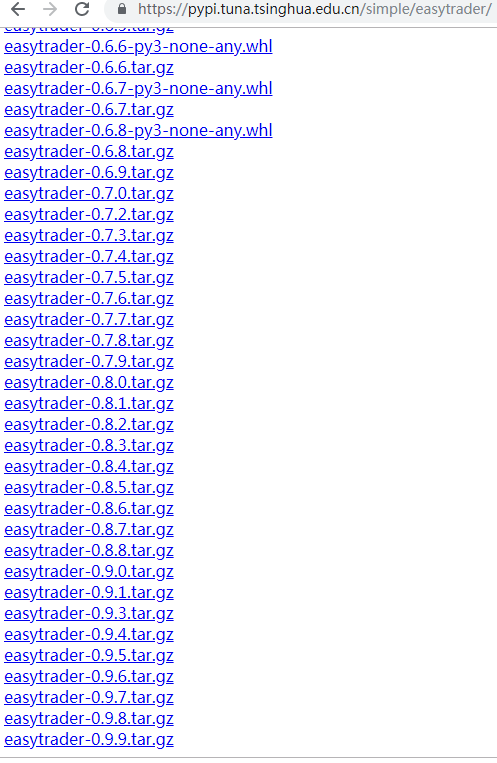 https://pypi.tuna.tsinghua.edu.cn/simple/easytrader/
easytrader-0.6.6-py3-none-any.whl
easytrader-0.6.6.tar.gz
easytrader-0.6.7-py3-none-any.whl
easytrader-0.6.7.tar.gz
easytrader-0.6.8-py3-none-any.whl
easytrader-0.6.8.tar.gz
easytrader-0.6.9.tar.gz
easytrader-0.7.0.tar.gz
easytrader-0.7.2.tar.gz
easytrader-0.7.3.tar.gz
easytrader-0.7.4.tar.gz
easytrader-0.7.5.tar.gz
easytrader-0.7.6.tar.gz
easytrader-0.7.7.tar.gz
easytrader-0.7.8.tar.gz
easytrader-0.7.9.tar.gz
easytrader-0.8.0.tar.gz
easytrader-0.8.1.tar.gz
easytrader-0.8.2.tar.gz
easytrader-0.8.3.tar.gz
easytrader-0.8.4.tar.gz
easytrader-0.8.5.tar.gz
easytrader-0.8.6.tar.gz
easytrader-0.8.7.tar.gz
easytrader-0.8.8.tar.gz
easytrader-0.9.0.tar.gz
easytrader-0.9.1.tar.gz
easytrader-0.9.3.tar.gz
easytrader-0.9.4.tar.gz
easytrader-0.9.5.tar.gz
easytrader-0.9.6.tar.gz
easytrader-0.9.7.tar.gz
easytrader-0.9.8.tar.gz
easytrader-0.9.9.tar.gz